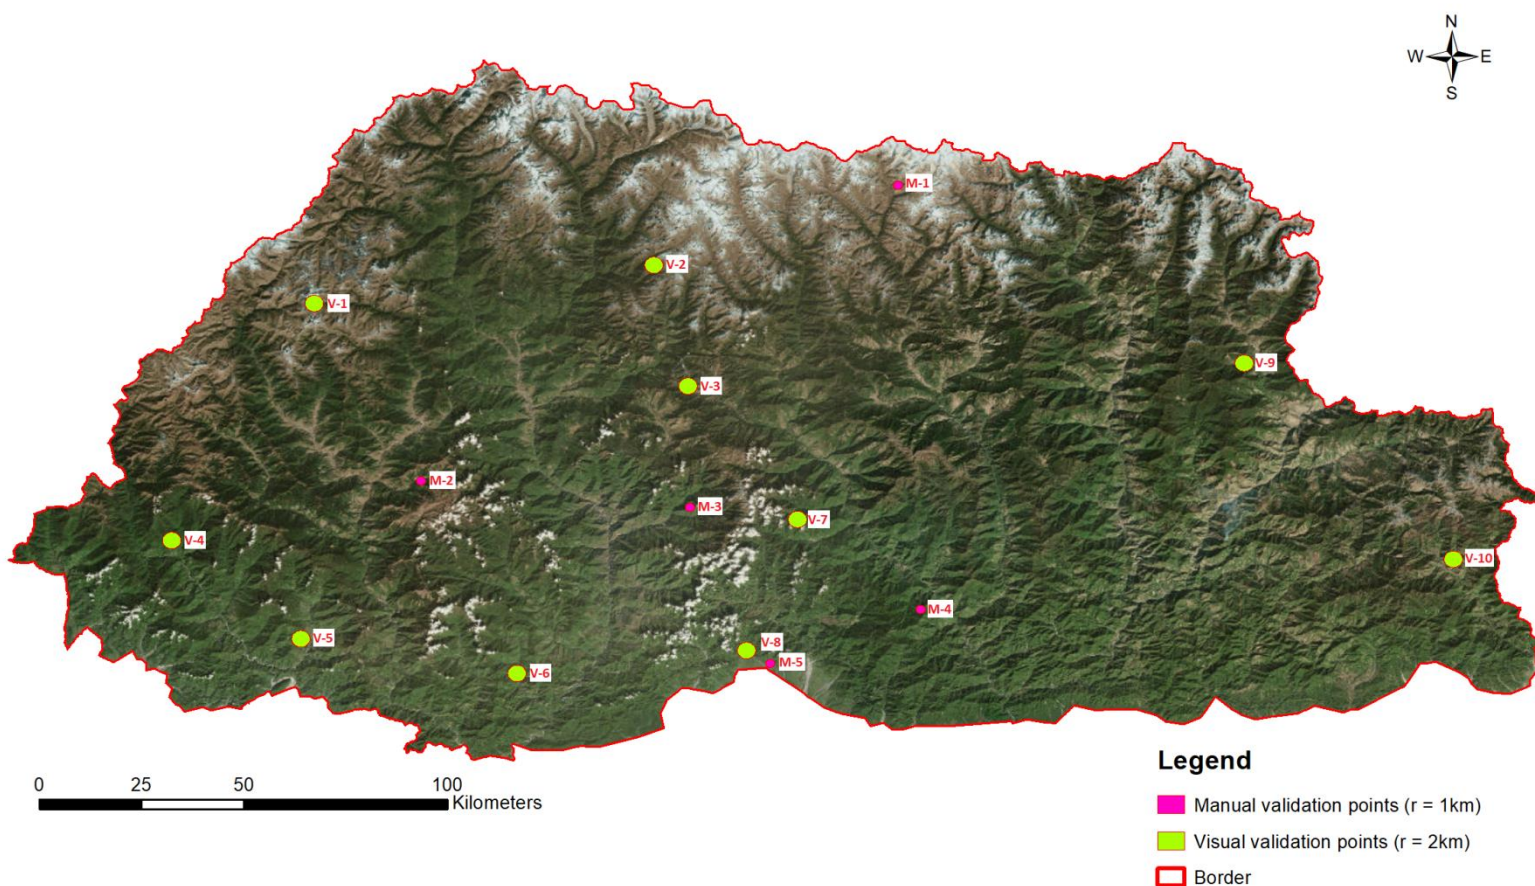 N
W E
S
M-1
V-2
V-1
V-9
V-3
M-2
M-3
V-7
V-4
V-10
M-4
V-5
V-8
M-5
V-6
0 25 50 100
Kilometers
Legend
Manual validation points (r = 1km)
Visual validation points (r = 2km)
Border